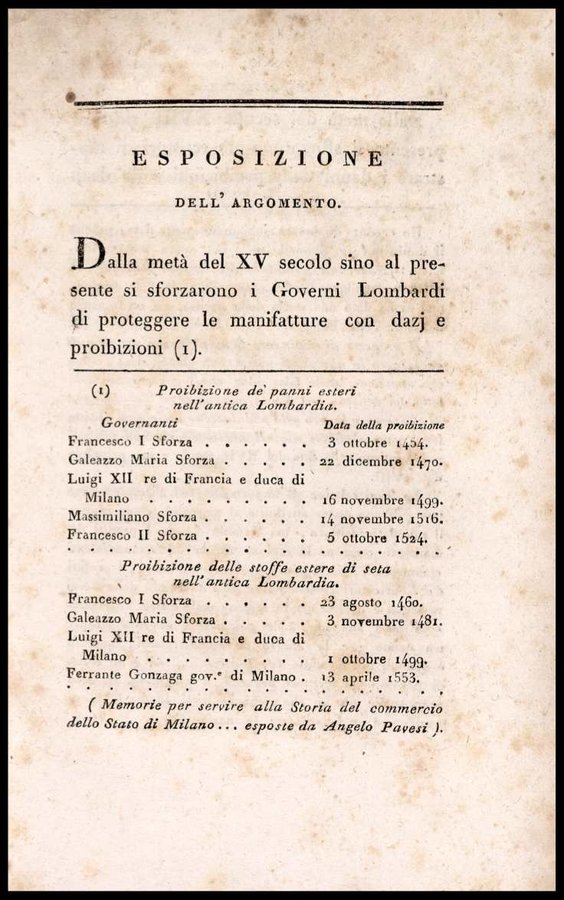 ESPOSIZIONE
DELL'ARGOMENTO.
Dalla metà del XV secolo sino al pre-
sente si sforzarono i Governi Lombardi
di proteggere le manifatture con dazj e
proibizioni (1).
(1) Proibizione de' panni esteri
nell'antica Lombardia.
Governanti Data della proibizione
Francesco I Sforza . . . . . . 3 ottobre 1454.
Galeazzo Maria Sforza . . . . . 22 dicembre 1470.
Luigi XII re di Francia e duca di
Milano . . . . . . . . . 16 novembre 1499.
Massimiliano Sforza . . . . . . 14 novembre 1516.
Francesco II Sforza . . . . . . 5 ottobre 1524.
Proibizione delle stoffe estere di seta
nell'antica Lombardia.
Francesco I Sforza . . . . . . 23 agosto 1460.
Galeazzo Maria Sforza . . . . . 3 novembre 1481.
Luigi XII re di Francia e duca di
Milano . . . . . . . . . 1 ottobre 1499.
Ferrante Gonzaga gov.e di Milano . 13 aprile 1553.
( Memorie per servire alla Storia del commercio
dello Stato di Milano... esposte da Angelo Pavesi ).